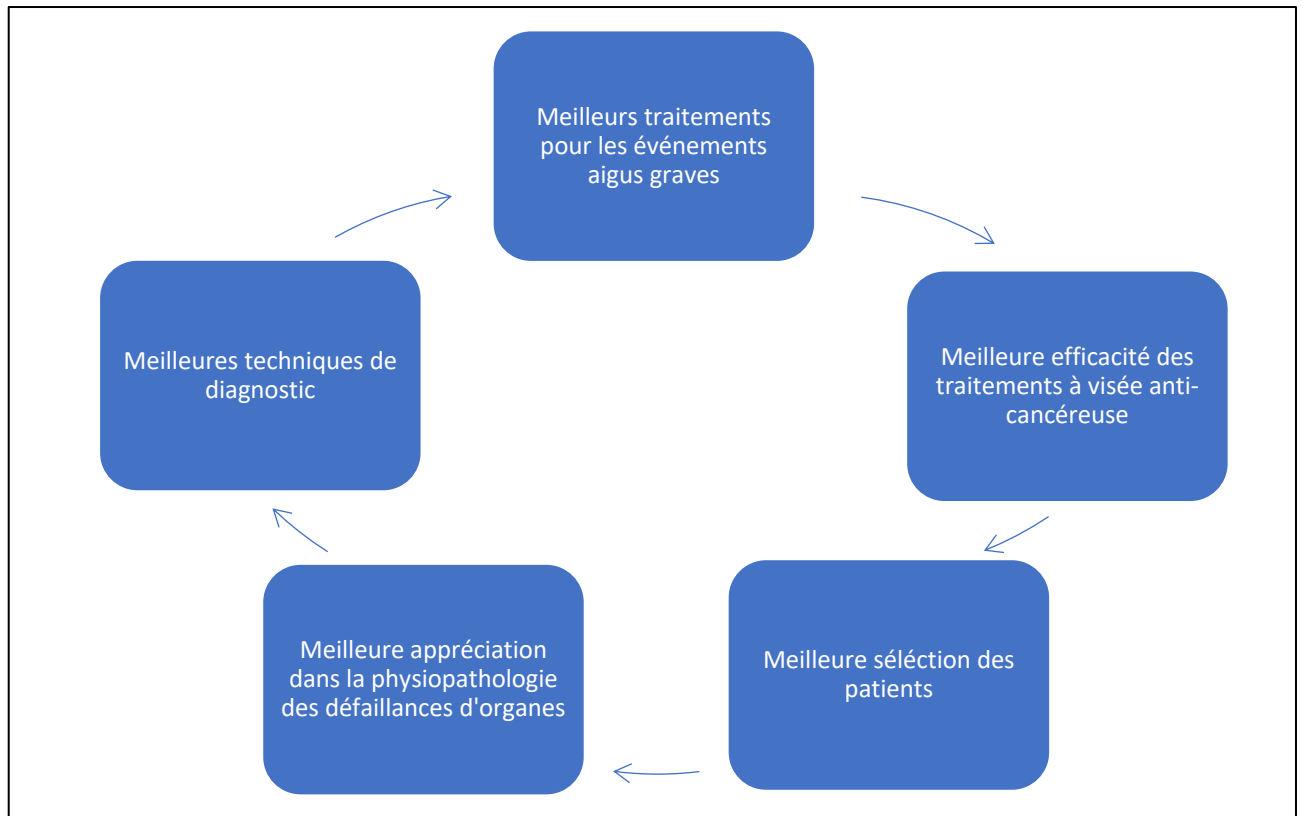 Meilleurs traitements
pour les événements
aigus graves
Meilleure efficacité des
traitements à visée anti-
cancéreuse
Meilleure séléction des
patients
Meilleure appréciation
dans la physiopathologie
des défaillances d'organes
Meilleures techniques de
diagnostic